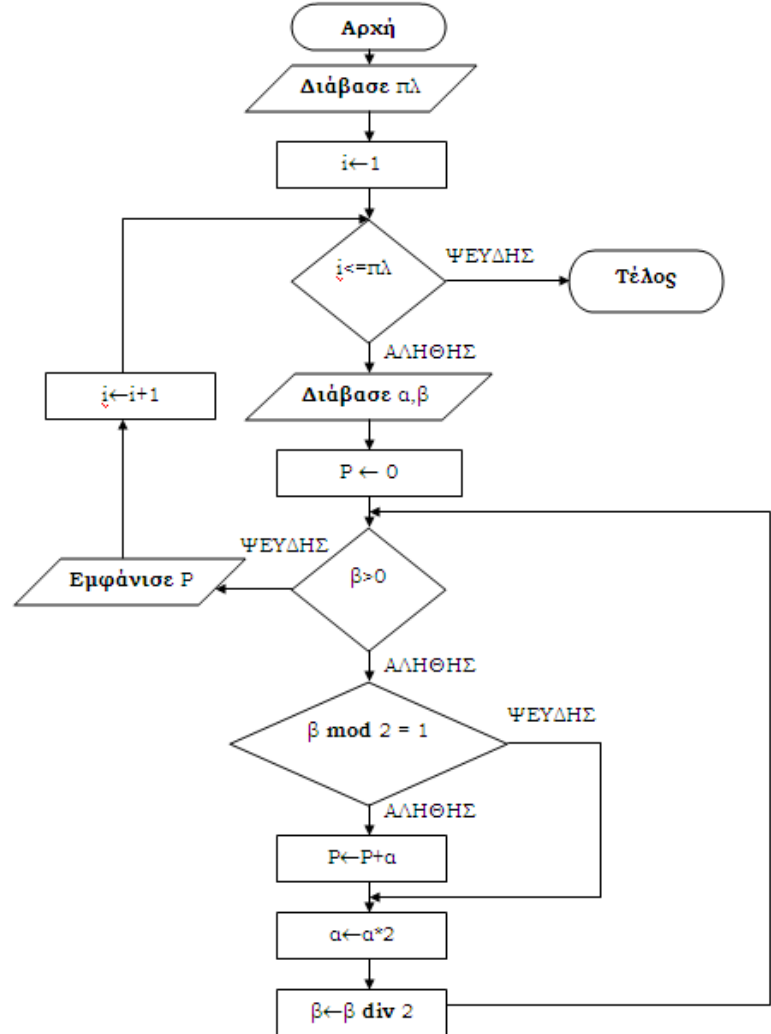 Αρχή
Διάβασε πλ
i←1
i<=πλ
ΨΕΥΔΗΣ
Τέλος
ΑΛΗΘΗΣ
i←i+1
Διάβασε α,β
P ← 0
ΨΕΥΔΗΣ
Εμφάνισε P
β>0
ΑΛΗΘΗΣ
β mod 2 = 1
ΨΕΥΔΗΣ
ΑΛΗΘΗΣ
P←P+α
α←α*2
β←β div 2